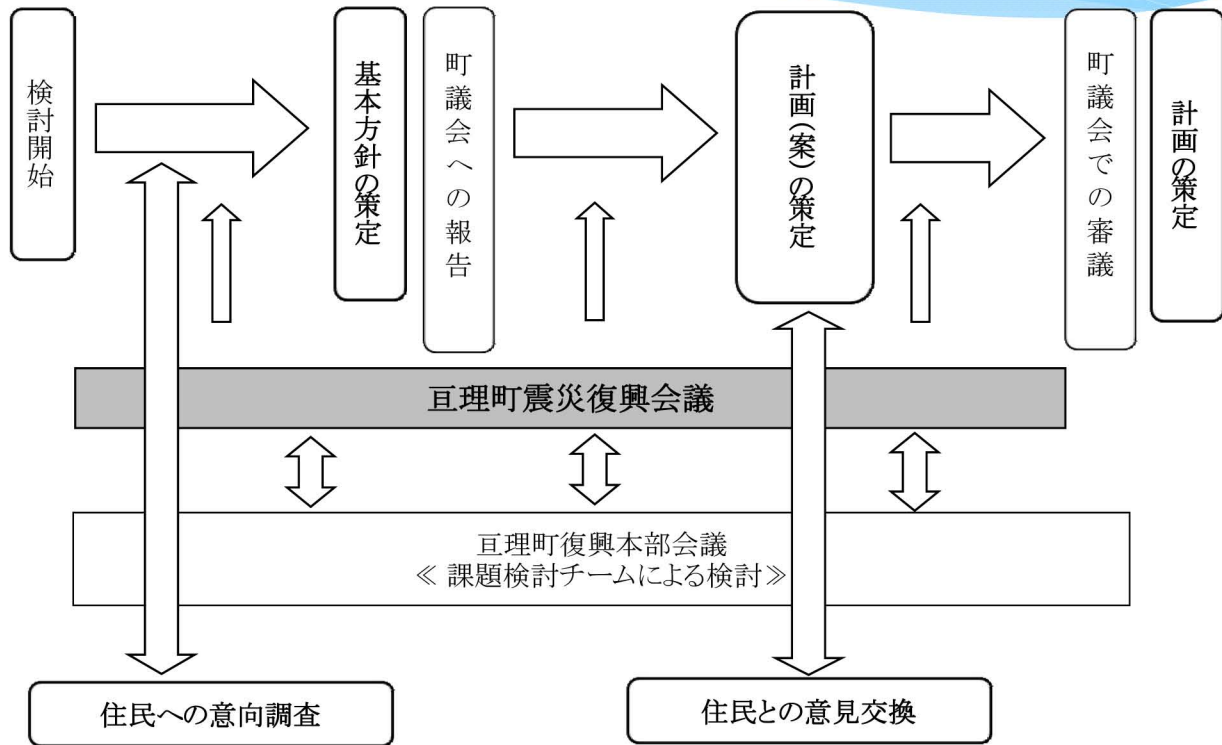 検討開始
基本方針の策定
町議会への報告
計画(案)の策定
町議会での審議
計画の策定
亘理町震災復興会議
亘理町復興本部会議
≪ 課題検討チームによる検討≫
住民への意向調査
住民との意見交換